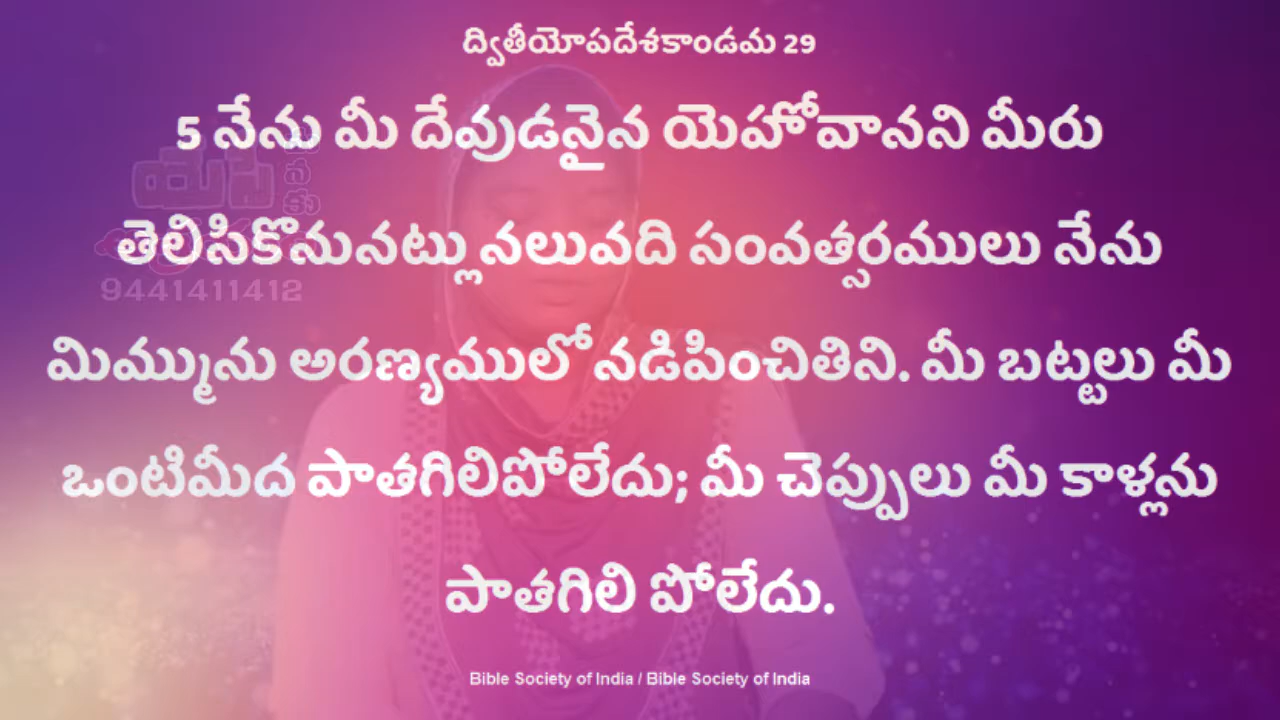 ద్వితీయోపదేశకాండమ 29
5 నేను మీ దేవుడనైన యెహోవానని మీరు
తెలిసికొనునట్లు నలువది సంవత్సరములు నేను
మిమ్మును అరణ్యములో నడిపించితిని. మీ బట్టలు మీ
ఒంటిమీద పాతగిలిపోలేదు; మీ చెప్పులు మీ కాళ్లను
పాతగిలి పోలేదు.
9441411412
Bible Society of India / Bible Society of India